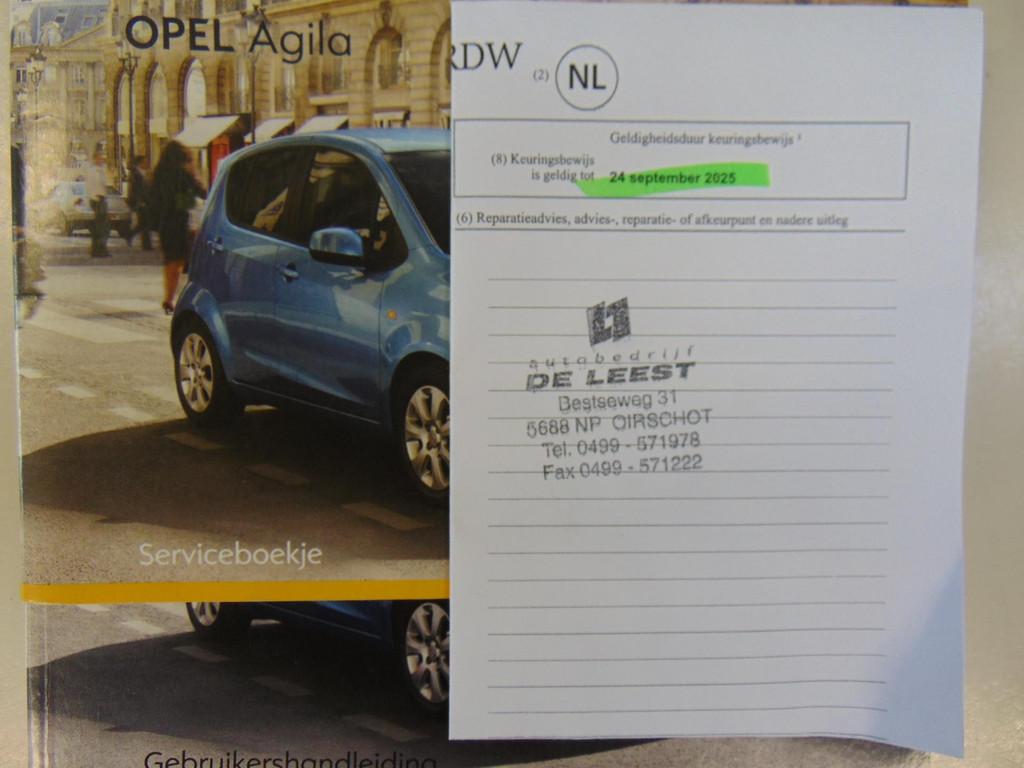 OPEL Agila
RDW
(2) NL
Geldigheidsduur keuringsbewijs ³
(8) Keuringsbewijs
is geldig tot 24 september 2025
(6) Reparatieadvies, advies-, reparatie- of afkeurpunt en nadere uitleg
autobedrijf
DE LEEST
Bestseweg 31
5688 NP OIRSCHOT
Tel. 0499 - 571978
Fax 0499 - 571222
Serviceboekje
Gebruikershandleiding